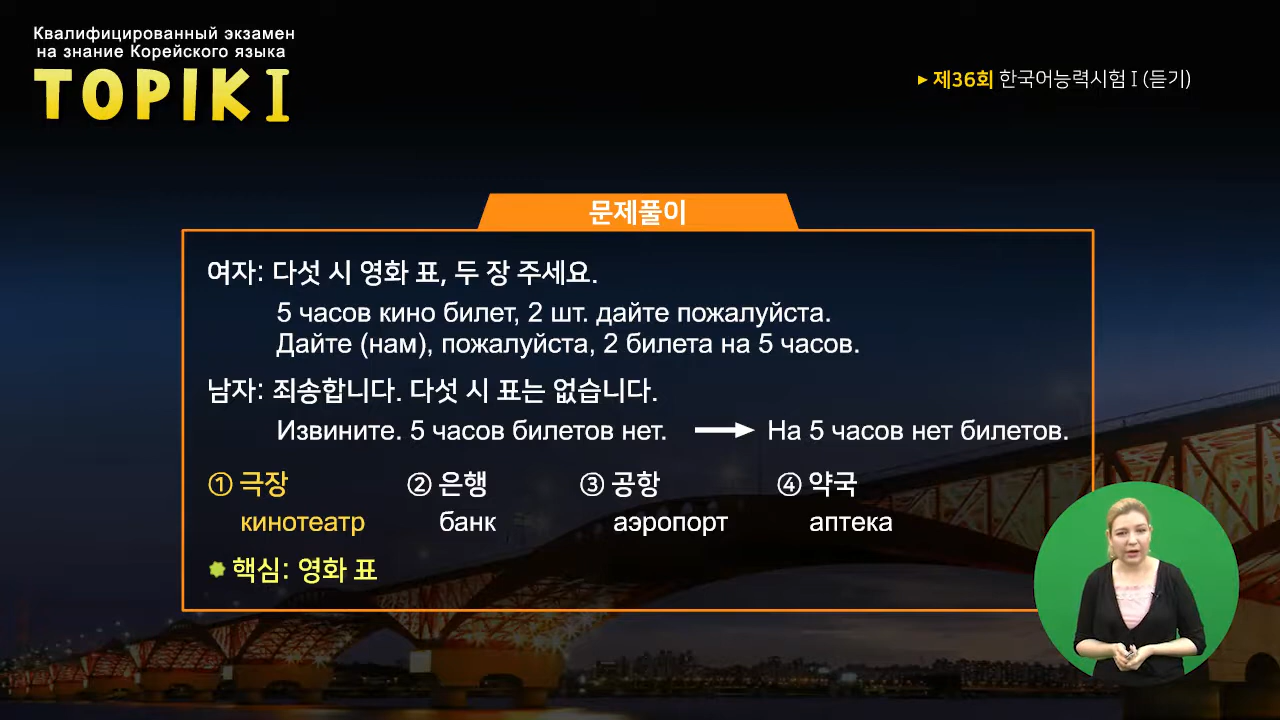 Квалифицированный экзамен
на знание Корейского языка
TOPIK I
▸ 제36회 한국어능력시험 I (듣기)
문제풀이
여자: 다섯 시 영화 표, 두 장 주세요.
5 часов кино билет, 2 шт. дайте пожалуйста.
Дайте (нам), пожалуйста, 2 билета на 5 часов.
남자: 죄송합니다. 다섯 시 표는 없습니다.
Извините. 5 часов билетов нет. → На 5 часов нет билетов.
① 극장 ② 은행 ③ 공항 ④ 약국
кинотеатр банк аэропорт аптека
핵심: 영화 표